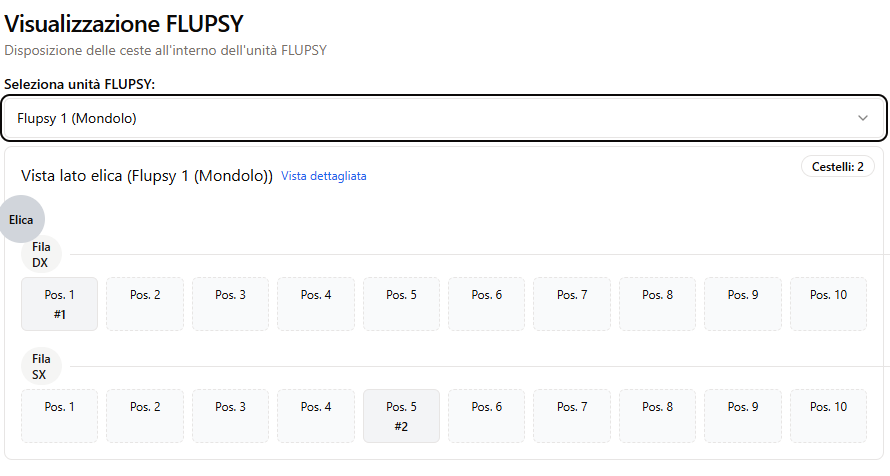 Visualizzazione FLUPSY
Disposizione delle ceste all'interno dell'unità FLUPSY
Seleziona unità FLUPSY:
Flupsy 1 (Mondolo)
Vista lato elica (Flupsy 1 (Mondolo)) Vista dettagliata
Cestelli: 2
Elica
Fila
DX
Pos. 1 Pos. 2 Pos. 3 Pos. 4 Pos. 5 Pos. 6 Pos. 7 Pos. 8 Pos. 9 Pos. 10
#1
Fila
SX
Pos. 1 Pos. 2 Pos. 3 Pos. 4 Pos. 5 Pos. 6 Pos. 7 Pos. 8 Pos. 9 Pos. 10
#2